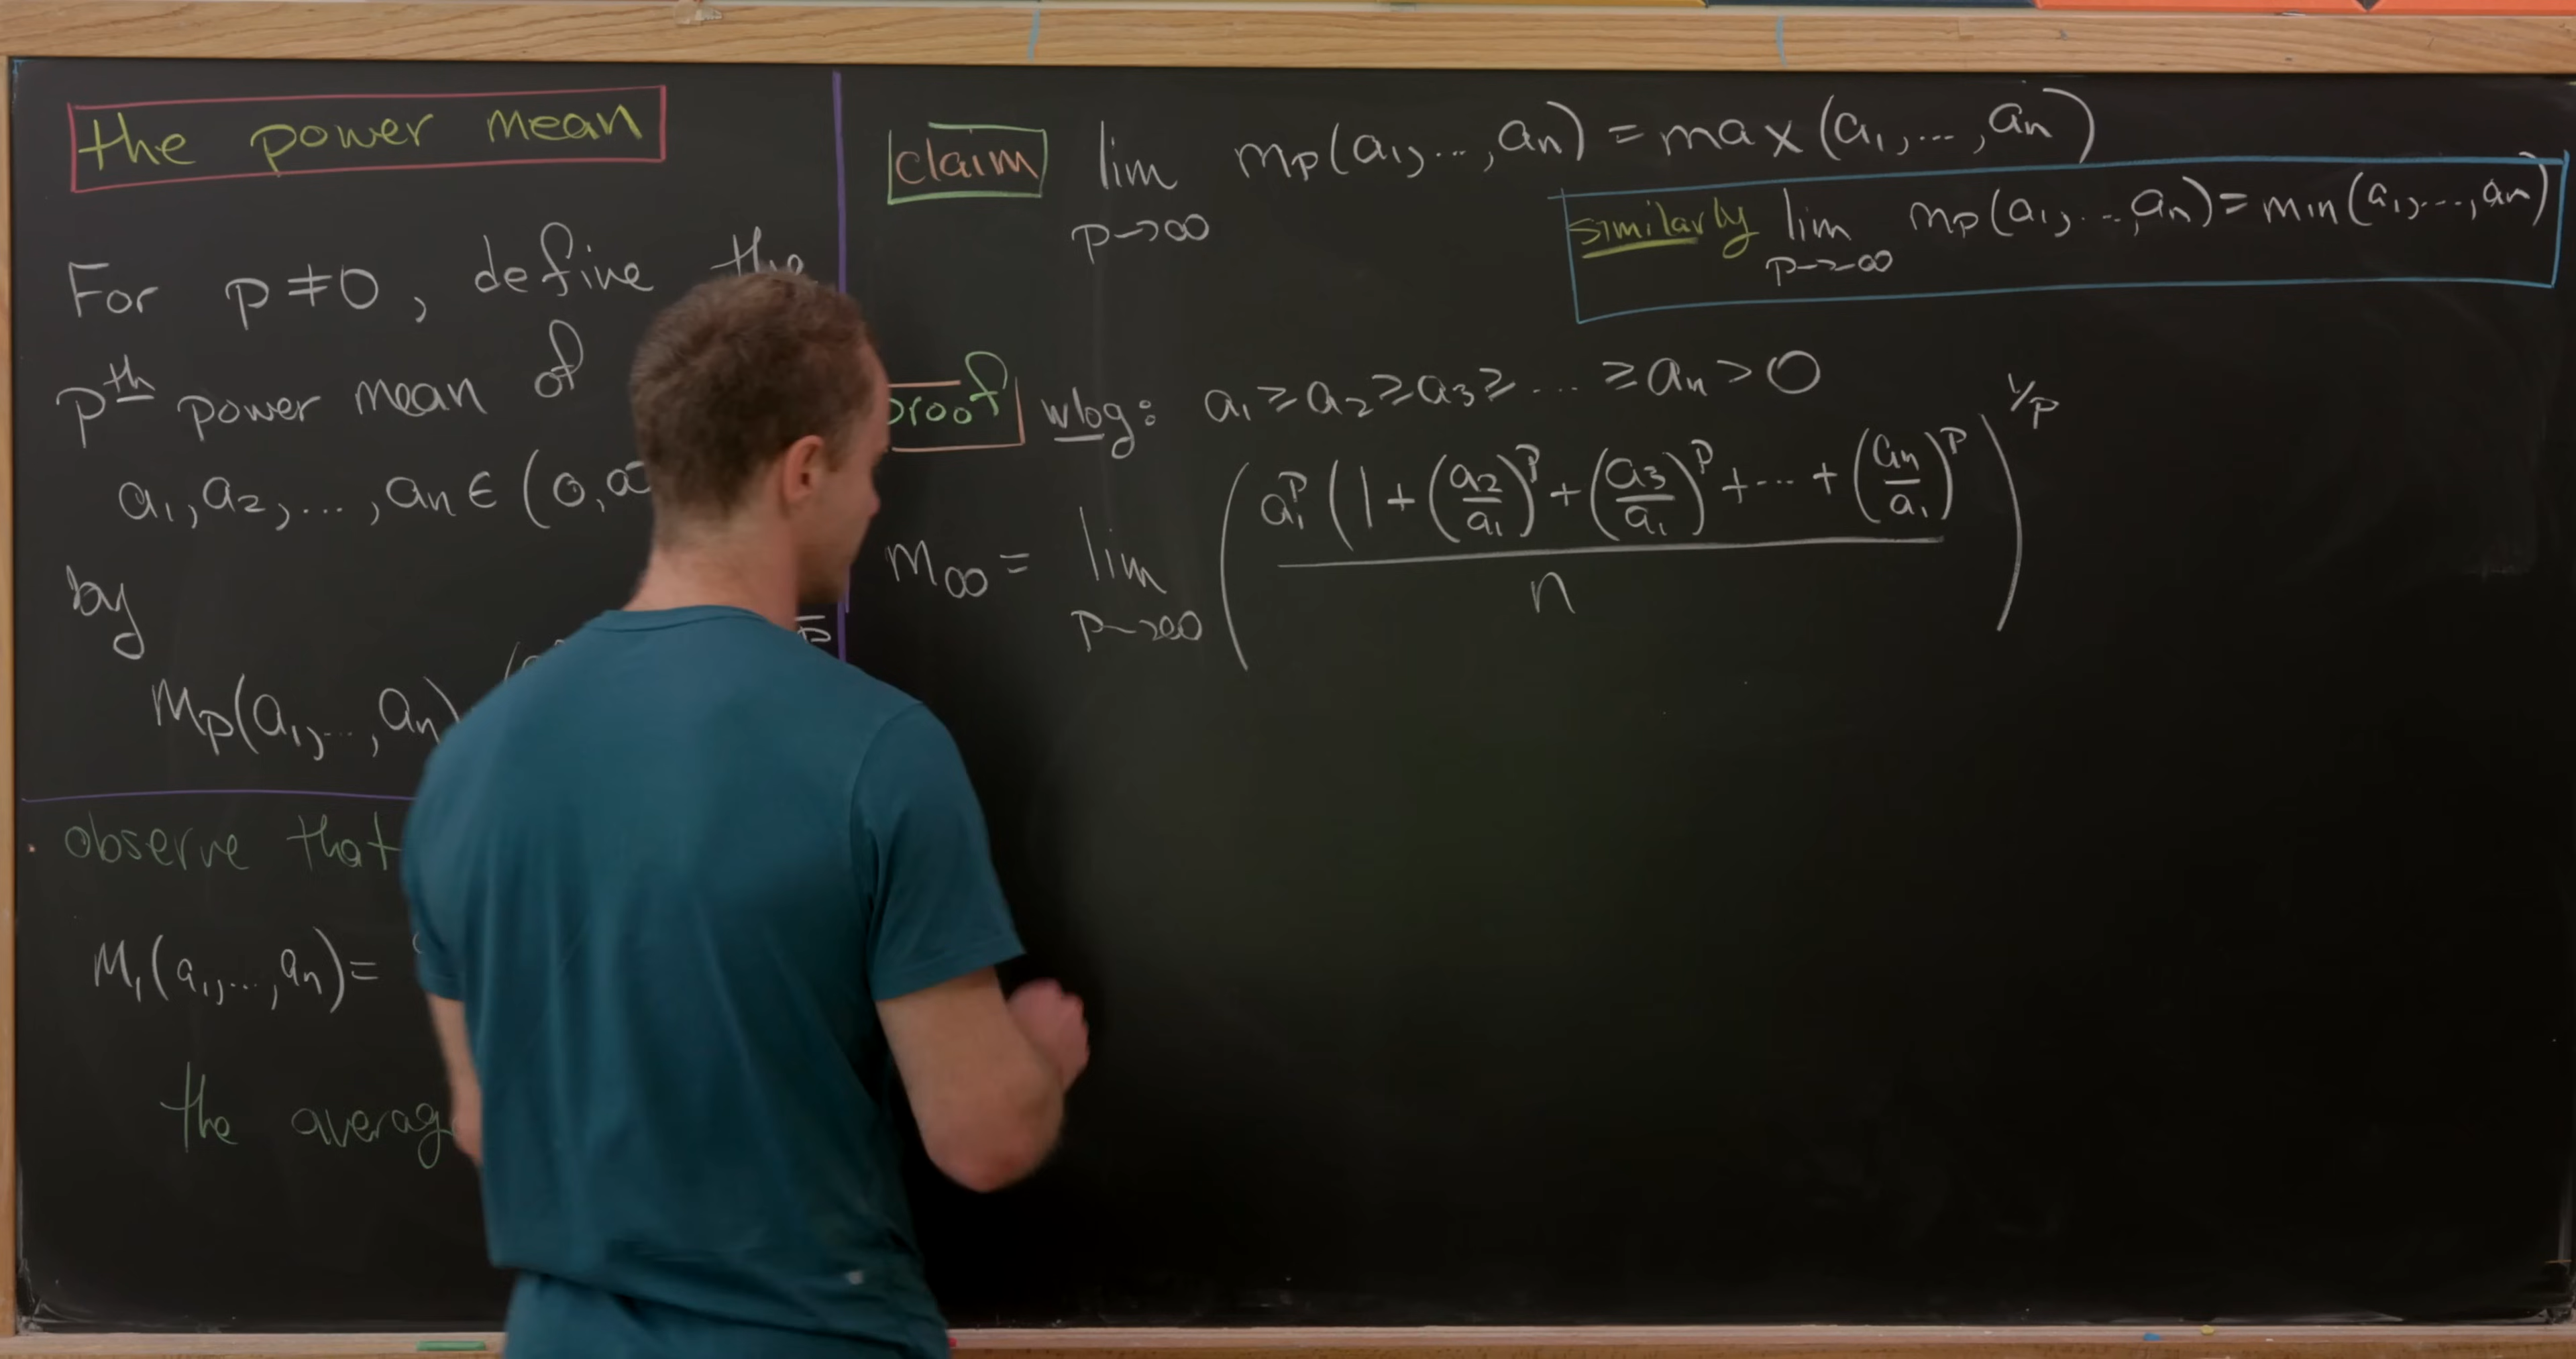 the power mean
For p≠0, define the
pth power mean of
a1, a2, ..., an ∈ (0,
by
Mp(a1, ..., an)
observe that
M1(a1, ..., an) =
the
claim lim p→∞ Mp(a1, ..., an) = max(a1, ..., an)
similarly lim p→-∞ Mp(a1, ..., an) = min(a1, ..., an)
proof wlog: a1 ≥ a2 ≥ a3 ≥ ... ≥ an > 0
M∞ = lim p→∞ (a1^p (1 + (a2/a1)^p + (a3/a1)^p + ... + (an/a1)^p / n)^1/p